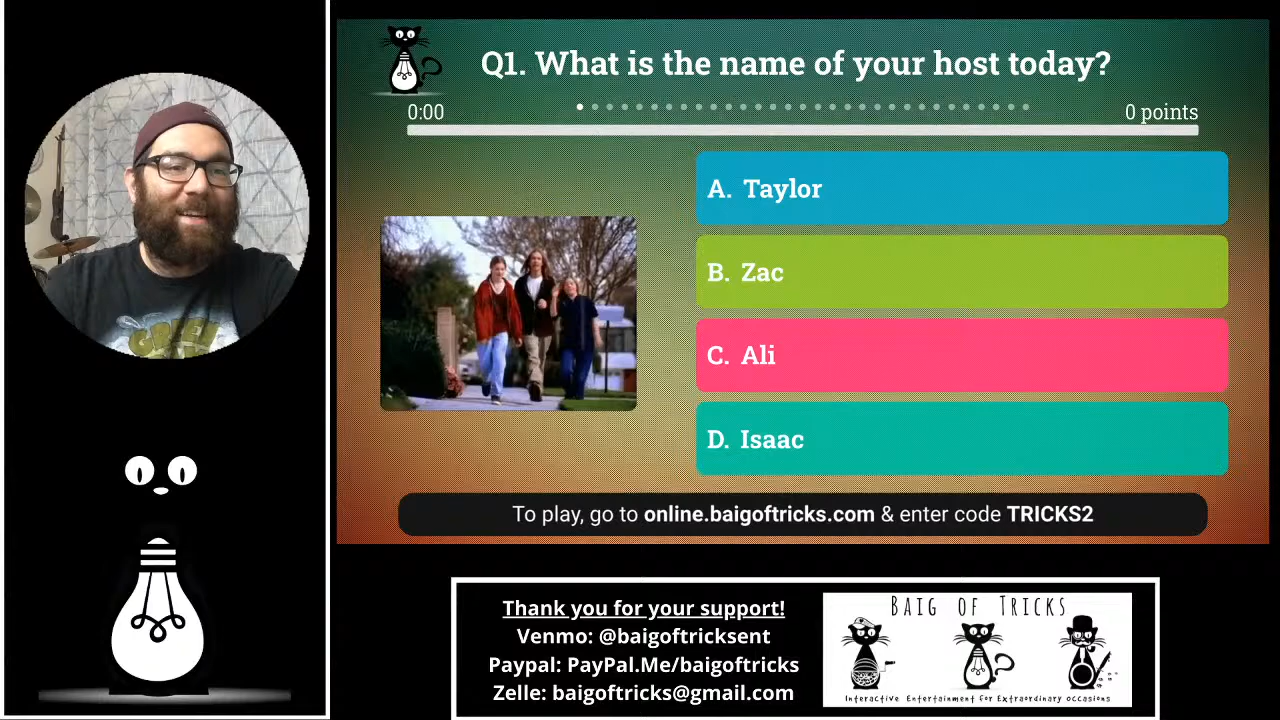 Q1. What is the name of your host today?
0:00
0 points
A. Taylor
B. Zac
C. Ali
D. Isaac
To play, go to online.baigoftricks.com & enter code TRICKS2
Thank you for your support!
Venmo: @baigoftricksent
Paypal: PayPal.Me/baigoftricks
Zelle: baigoftricks@gmail.com
BAIG OF TRICKS
Interactive Entertainment for Extraordinary occasions